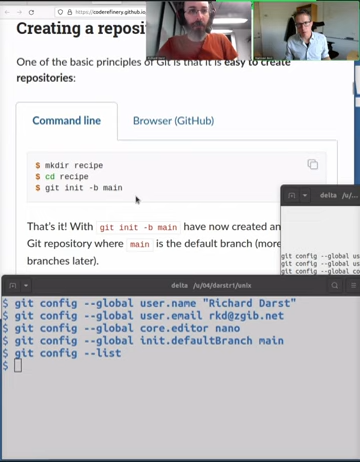 https://coderefinery.github.io
Creating a reposi
One of the basic principles of Git is that it is easy to create
repositories:
Command line
Browser (GitHub)
$ mkdir recipe
$ cd recipe
$ git init -b main
That's it! With git init -b main have now created an
Git repository where main is the default branch (more
branches later).
delta /u/...
git config --global us
git config --global us
git config --global co
delta /u/04/darstr1/unix
$ git config --global user.name "Richard Darst"
$ git config --global user.email rkd@zgib.net
$ git config --global core.editor nano
$ git config --global init.defaultBranch main
$ git config --list
$